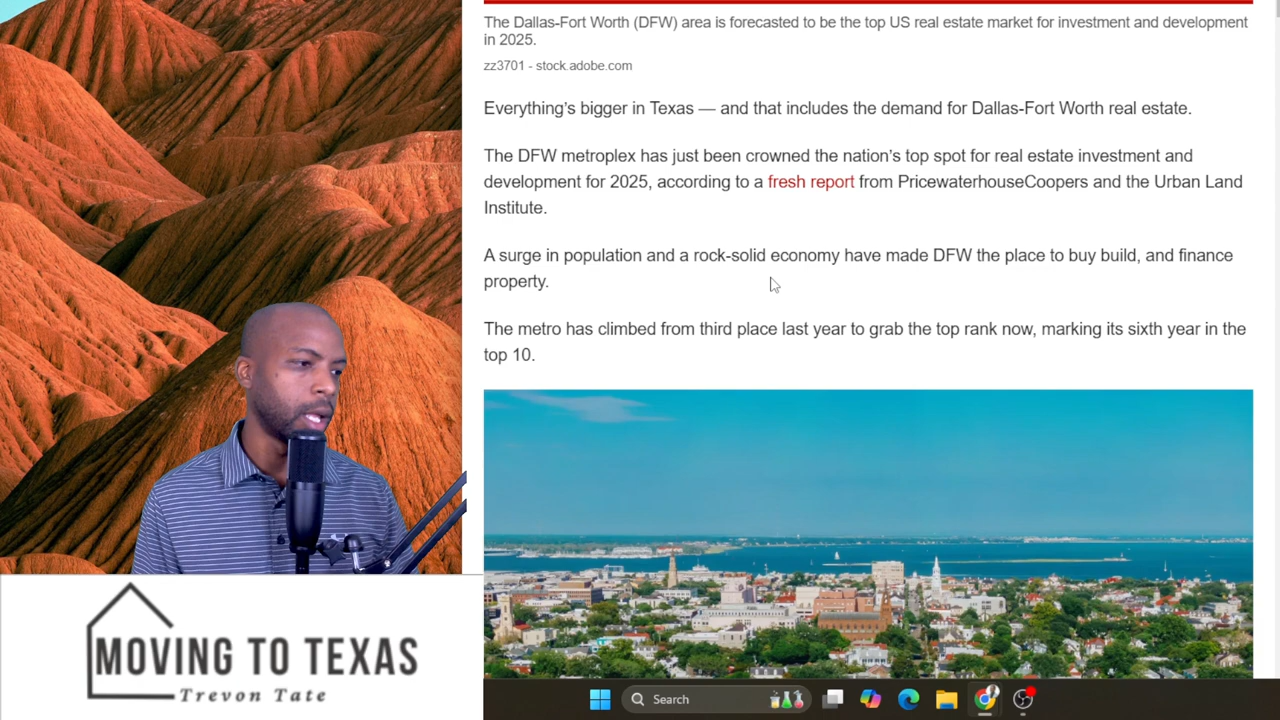 The Dallas-Fort Worth (DFW) area is forecasted to be the top US real estate market for investment and development
in 2025.
zz3701 - stock.adobe.com
Everything's bigger in Texas — and that includes the demand for Dallas-Fort Worth real estate.
The DFW metroplex has just been crowned the nation's top spot for real estate investment and
development for 2025, according to a fresh report from PricewaterhouseCoopers and the Urban Land
Institute.
A surge in population and a rock-solid economy have made DFW the place to buy build, and finance
property.
The metro has climbed from third place last year to grab the top rank now, marking its sixth year in the
top 10.
MOVING TO TEXAS
Trevon Tate
Search